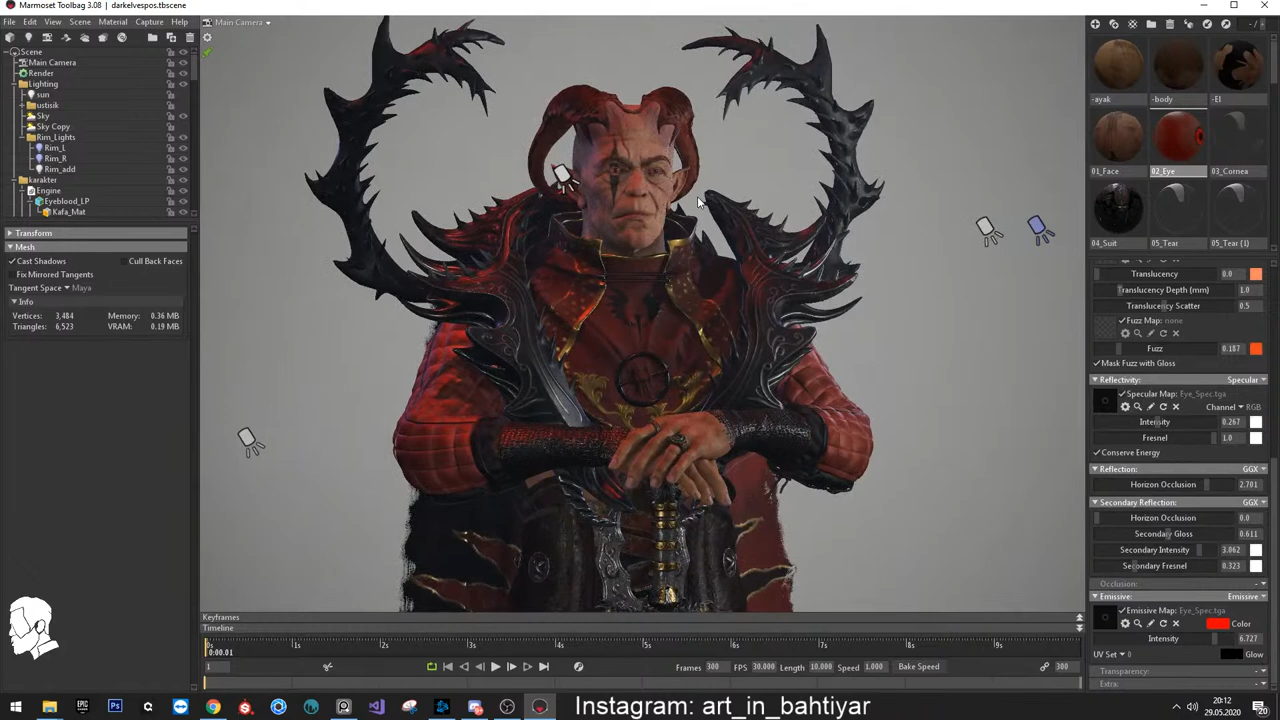 Marmoset Toolbag 3.08 | darkelvespos.tbscene
File Edit View Scene Material Capture Help
Main Camera
Scene
Main Camera
Render
Lighting
sun
ustisik
Sky
Sky Copy
Rim_Lights
Rim_L
Rim_R
Rim_add
karakter
Engine
Eyeblood_LP
Kafa_Mat
Transform
Mesh
Cast Shadows Cull Back Faces
Fix Mirrored Tangents
Tangent Space Maya
Info
Vertices: 3,484 Memory: 0.36 MB
Triangles: 6,523 VRAM: 0.19 MB
-ayak -body -El
01_Face 02_Eye 03_Cornea
04_Suit 05_Tear 05_Tear (1)
Translucency 0.0
Translucency Depth (mm) 1.0
Translucency Scatter 0.5
Fuzz Map: none
Fuzz 0.187
Mask Fuzz with Gloss
Reflectivity: Specular
Specular Map: Eye_Spec.tga
Channel RGB
Intensity 0.267
Fresnel 1.0
Conserve Energy
Reflection: GGX
Horizon Occlusion 2.701
Secondary Reflection: GGX
Horizon Occlusion 0.0
Secondary Gloss 0.611
Secondary Intensity 3.062
Secondary Fresnel 0.323
Occlusion:
Emissive: Emissive
Emissive Map: Eye_Spec.tga
Color
Intensity 6.727
UV Set 0 Glow
Transparency:
Extra:
Keyframes
Timeline
0s 1s 2s 3s 4s 5s 6s 7s 8s 9s
0:00.01
1 Frames 300 FPS 30.000 Length 10.000 Speed 1.000 Bake Speed 300
Instagram: art_in_bahtiyar
20:12
29.05.2020
20